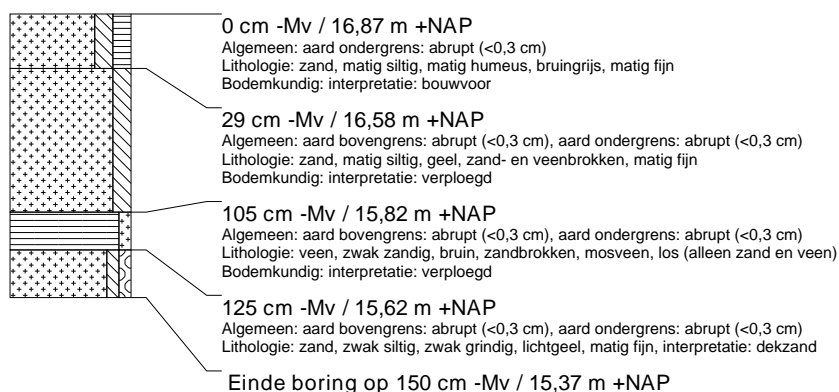 0 cm -Mv / 16,87 m +NAP
Algemeen: aard ondergrens: abrupt (<0,3 cm)
Lithologie: zand, matig siltig, matig humeus, bruingrijs, matig fijn
Bodemkundig: interpretatie: bouwvoor
29 cm -Mv / 16,58 m +NAP
Algemeen: aard bovengrens: abrupt (<0,3 cm), aard ondergrens: abrupt (<0,3 cm)
Lithologie: zand, matig siltig, geel, zand- en veenbrokken, matig fijn
Bodemkundig: interpretatie: verploegd
105 cm -Mv / 15,82 m +NAP
Algemeen: aard bovengrens: abrupt (<0,3 cm), aard ondergrens: abrupt (<0,3 cm)
Lithologie: veen, zwak zandig, bruin, zandbrokken, mosveen, los (alleen zand en veen)
Bodemkundig: interpretatie: verploegd
125 cm -Mv / 15,62 m +NAP
Algemeen: aard bovengrens: abrupt (<0,3 cm), aard ondergrens: abrupt (<0,3 cm)
Lithologie: zand, zwak siltig, zwak grindig, lichtgeel, matig fijn, interpretatie: dekzand
Einde boring op 150 cm -Mv / 15,37 m +NAP